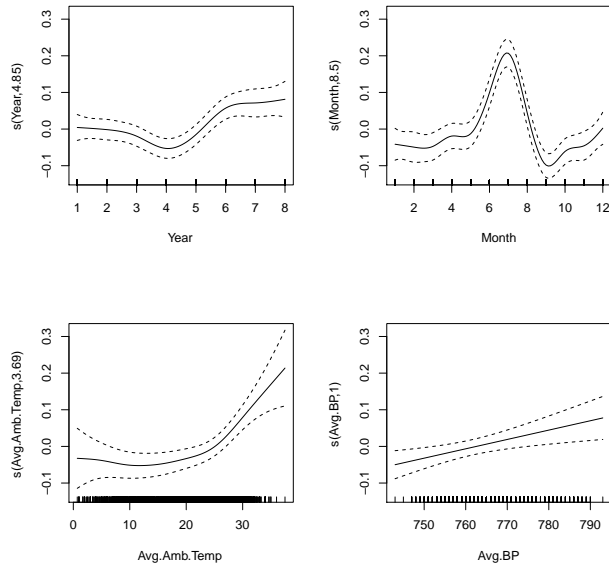 s(Year,4.85)
-0.1 0.0 0.1 0.2 0.3
1 2 3 4 5 6 7 8
Year
s(Month,8.5)
-0.1 0.0 0.1 0.2 0.3
2 4 6 8 10 12
Month
s(Avg.Amb.Temp,3.69)
-0.1 0.0 0.1 0.2 0.3
0 10 20 30
Avg.Amb.Temp
s(Avg.BP,1)
-0.1 0.0 0.1 0.2 0.3
750 760 770 780 790
Avg.BP